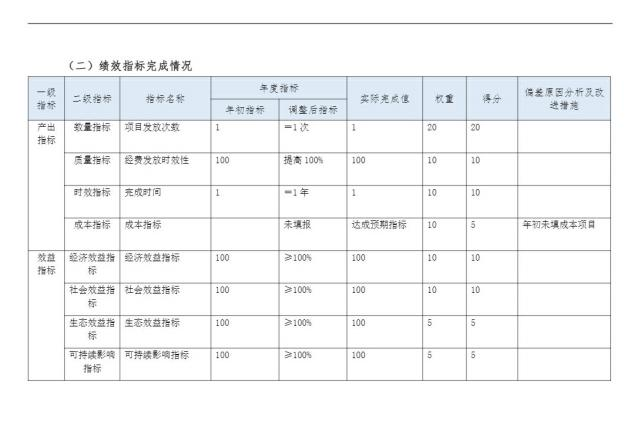 （二）绩效指标完成情况
一级指标 二级指标 指标名称 年度指标 实际完成值 权重 得分 偏差原因分析及改进措施
年初指标 调整后指标
产出指标 数量指标 项目发放次数 1 ＝1次 1 20 20
质量指标 经费发放时效性 100 提高100% 100 10 10
时效指标 完成时间 1 ＝1年 1 10 10
成本指标 成本指标 未填报 达成预期指标 10 5 年初未填成本项目
效益指标 经济效益指标 经济效益指标 100 ≥100% 100 10 10
社会效益指标 社会效益指标 100 ≥100% 100 10 10
生态效益指标 生态效益指标 100 ≥100% 100 5 5
可持续影响指标 可持续影响指标 100 ≥100% 100 5 5